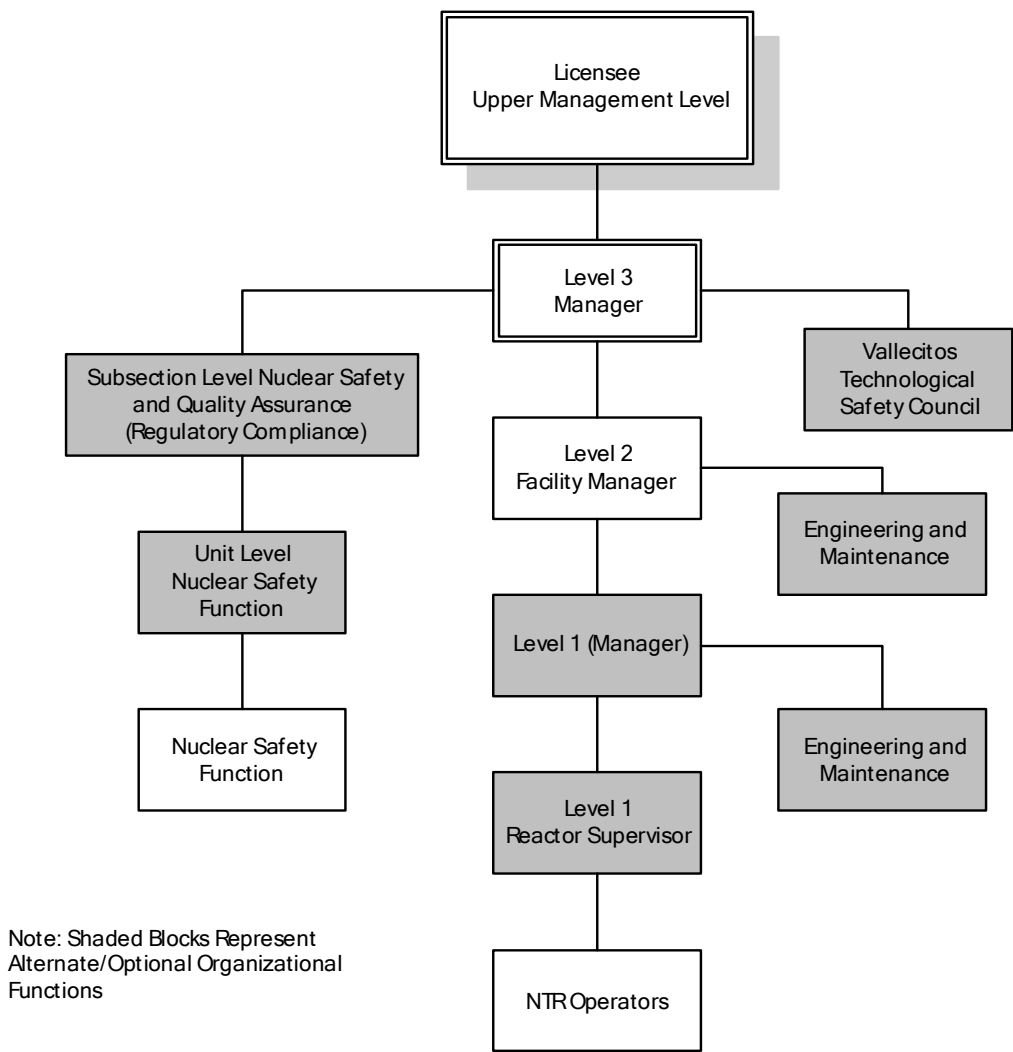 Licensee
Upper Management Level
Level 3
Manager
Subsection Level Nuclear Safety
and Quality Assurance
(Regulatory Compliance)
Vallecitos
Technological
Safety Council
Level 2
Facility Manager
Engineering and
Maintenance
Unit Level
Nuclear Safety
Function
Level 1 (Manager)
Nuclear Safety
Function
Engineering and
Maintenance
Level 1
Reactor Supervisor
Note: Shaded Blocks Represent
Alternate/Optional Organizational
Functions
NTR Operators